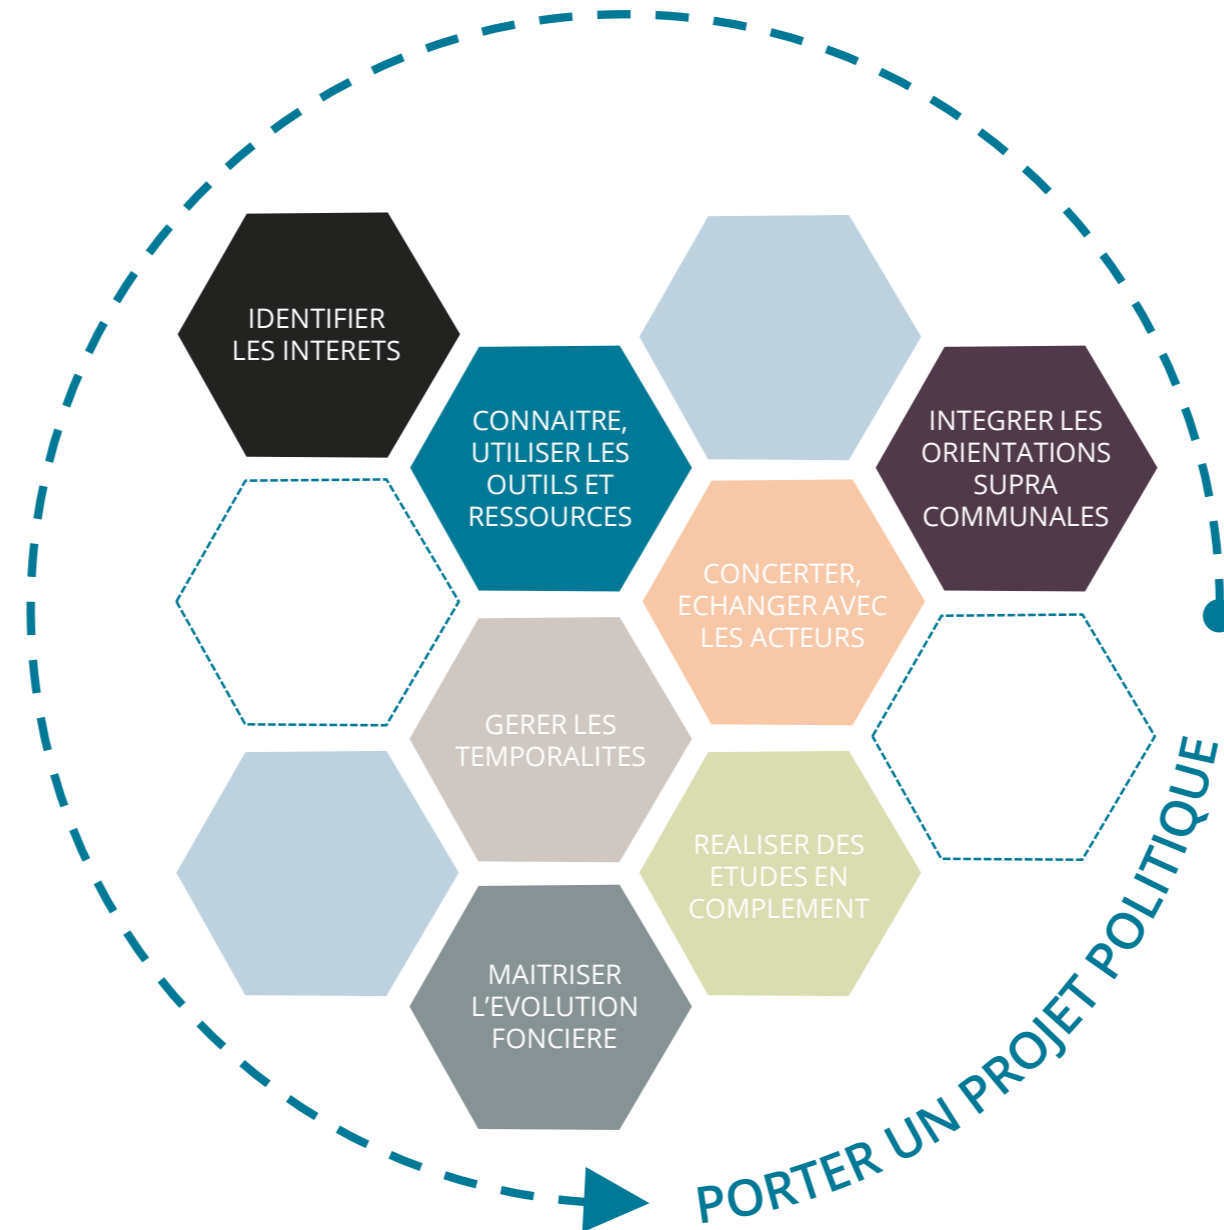 IDENTIFIER
LES INTERETS
CONNAITRE,
UTILISER LES
OUTILS ET
RESSOURCES
INTEGRER LES
ORIENTATIONS
SUPRA
COMMUNALES
CONCERTER,
ECHANGER AVEC
LES ACTEURS
GERER LES
TEMPORALITES
REALISER DES
ETUDES EN
COMPLEMENT
MAITRISER
L’EVOLUTION
FONCIERE
PORTER UN PROJET POLITIQUE